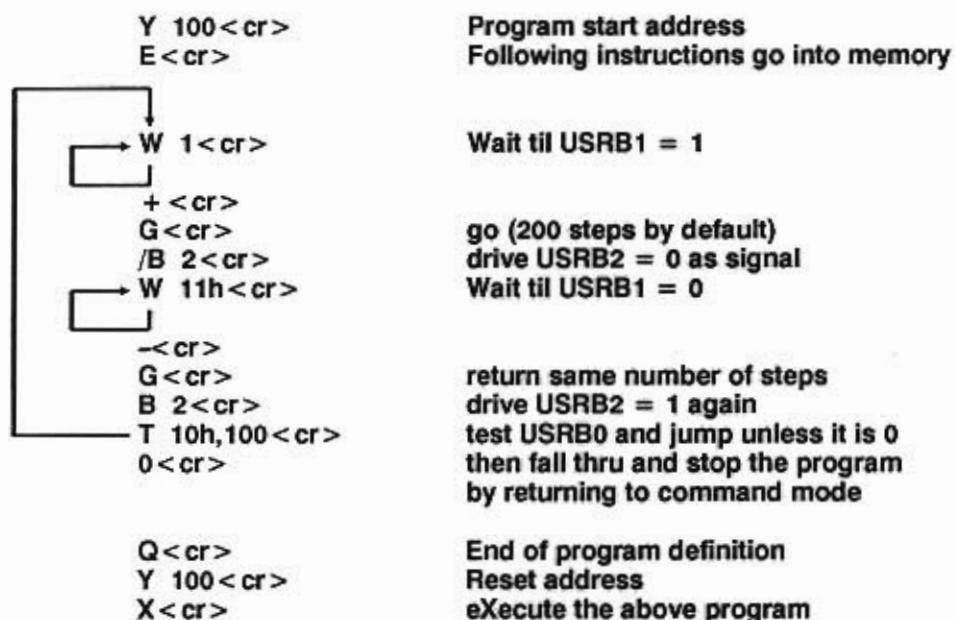 Y 100<cr> Program start address
E<cr> Following instructions go into memory
W 1<cr> Wait til USRB1 = 1
+<cr>
G<cr> go (200 steps by default)
/B 2<cr> drive USRB2 = 0 as signal
W 11h<cr> Wait til USRB1 = 0
-<cr>
G<cr> return same number of steps
B 2<cr> drive USRB2 = 1 again
T 10h,100<cr> test USRB0 and jump unless it is 0
0<cr> then fall thru and stop the program
by returning to command mode
Q<cr> End of program definition
Y 100<cr> Reset address
X<cr> eXecute the above program